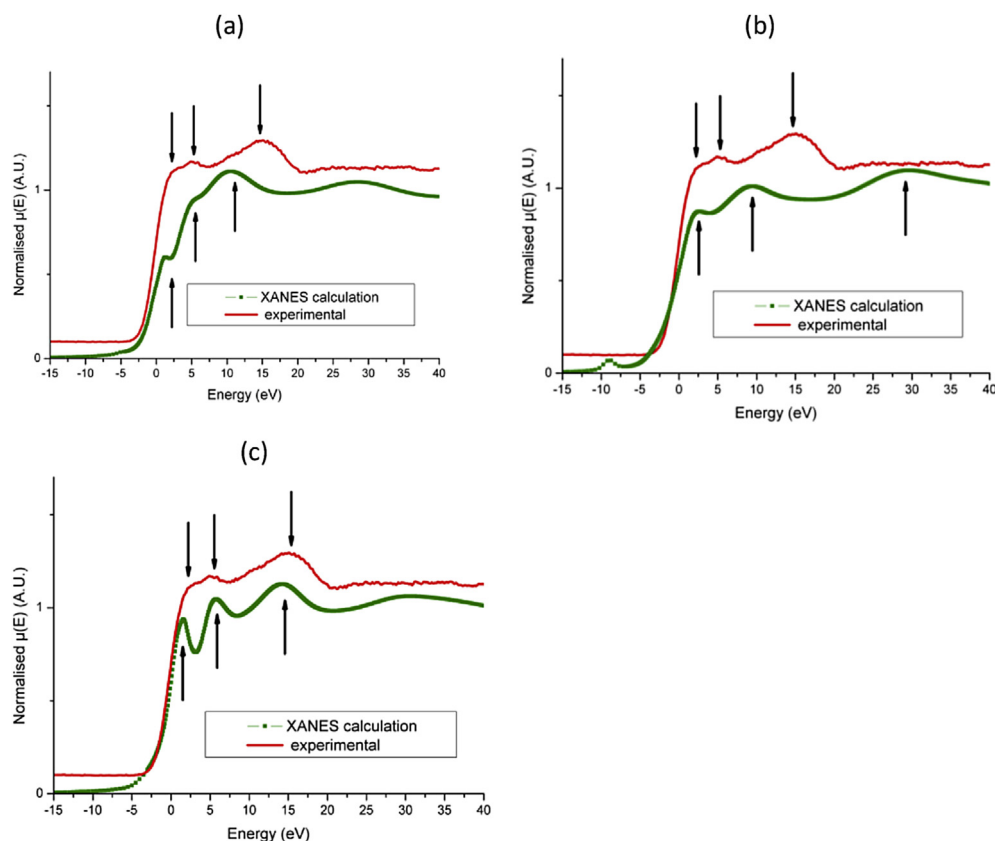 (a)
Normalised μ(E) (A.U.)
1
0
XANES calculation
experimental
-15 -10 -5 0 5 10 15 20 25 30 35 40
Energy (eV)
(b)
Normalised μ(E) (A.U.)
1
0
XANES calculation
experimental
-15 -10 -5 0 5 10 15 20 25 30 35 40
Energy (eV)
(c)
Normalised μ(E) (A.U.)
1
0
XANES calculation
experimental
-15 -10 -5 0 5 10 15 20 25 30 35 40
Energy (eV)